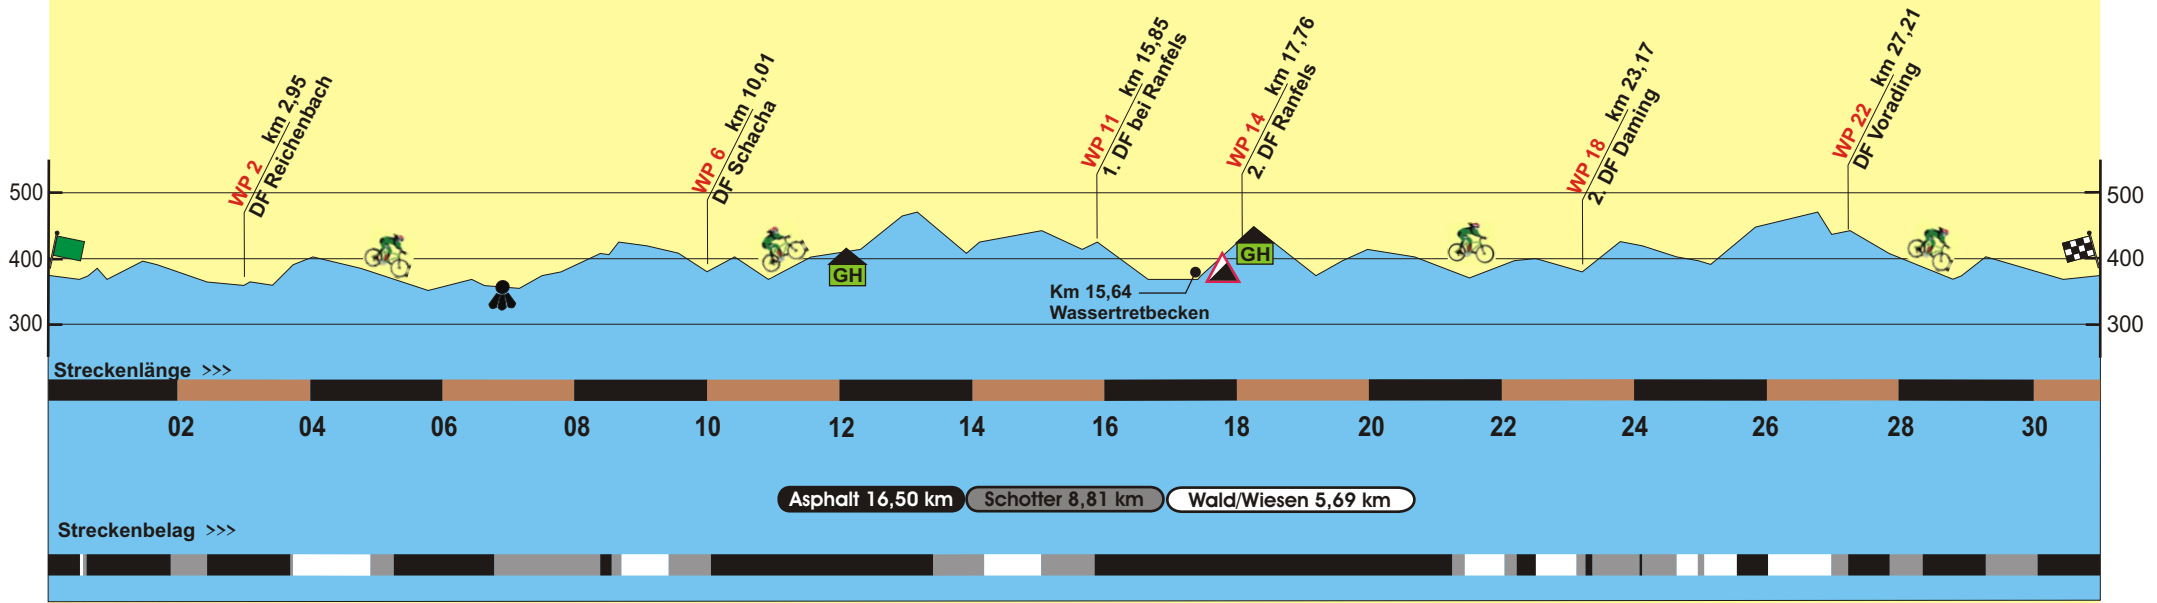 WP 2 km 2,95
DF Reichenbach
WP 6 km 10,01
DF Schacha
WP 11 km 15,85
1. DF bei Ranfels
WP 14 km 17,76
2. DF Ranfels
WP 18 km 23,17
2. DF Daming
WP 22 km 27,21
DF Vorading
500 500
400 400
300 300
GH
GH
Km 15,64
Wassertretbecken
Streckenlänge >>>
02 04 06 08 10 12 14 16 18 20 22 24 26 28 30
Asphalt 16,50 km Schotter 8,81 km Wald/Wiesen 5,69 km
Streckenbelag >>>